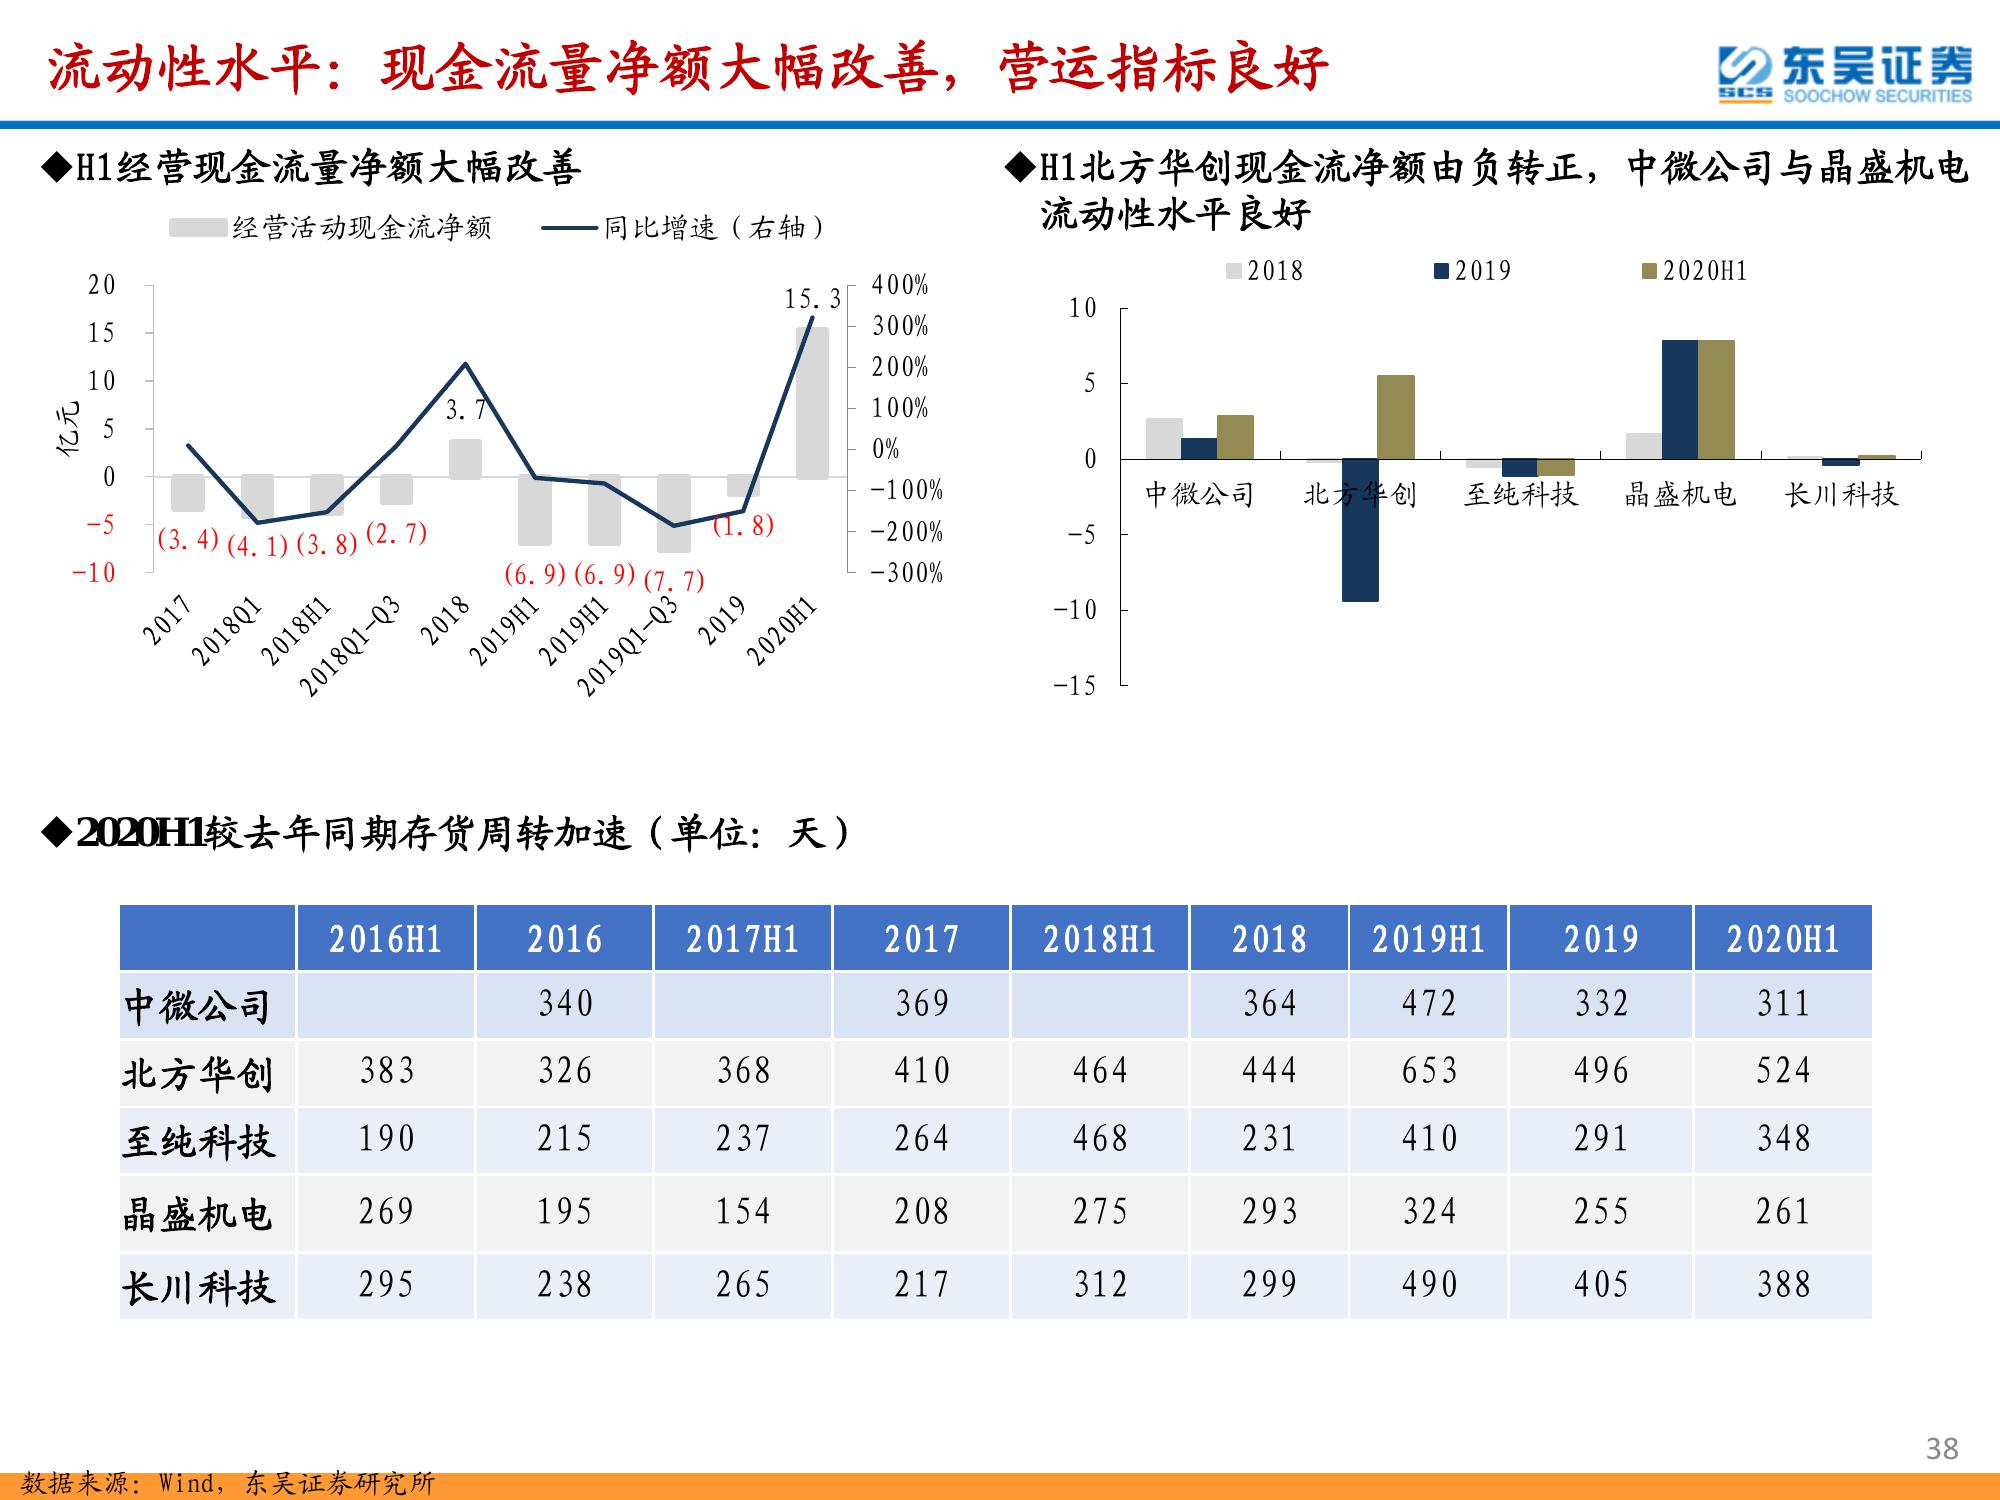 流动性水平：现金流量净额大幅改善，营运指标良好
东吴证券
SCS SOOCHOW SECURITIES
◆H1经营现金流量净额大幅改善
经营活动现金流净额 同比增速（右轴）
亿元
20
15
10
5
0
-5
-10
400%
300%
200%
100%
0%
-100%
-200%
-300%
(3.4) (4.1) (3.8) (2.7) 3.7 (6.9) (6.9) (7.7) (1.8) 15.3
2017 2018Q1 2018H1 2018Q1-Q3 2018 2019H1 2019H1 2019Q1-Q3 2019 2020H1
◆H1北方华创现金流净额由负转正，中微公司与晶盛机电
流动性水平良好
2018 2019 2020H1
10
5
0
-5
-10
-15
中微公司 北方华创 至纯科技 晶盛机电 长川科技
◆2020H1较去年同期存货周转加速（单位：天）
2016H1 2016 2017H1 2017 2018H1 2018 2019H1 2019 2020H1
中微公司 340 369 364 472 332 311
北方华创 383 326 368 410 464 444 653 496 524
至纯科技 190 215 237 264 468 231 410 291 348
晶盛机电 269 195 154 208 275 293 324 255 261
长川科技 295 238 265 217 312 299 490 405 388
38
数据来源：Wind，东吴证券研究所